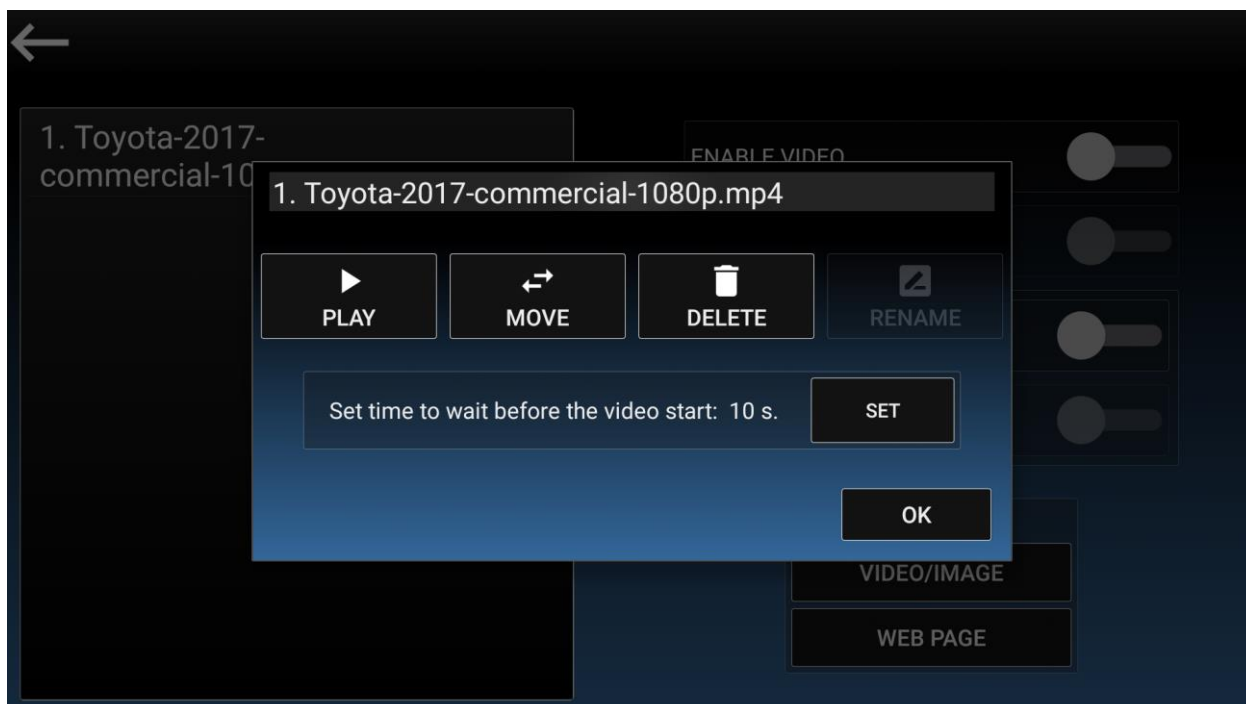 1. Toyota-2017-
commercial-10
ENABLE VIDEO
1. Toyota-2017-commercial-1080p.mp4
PLAY
MOVE
DELETE
RENAME
Set time to wait before the video start: 10 s.
SET
OK
VIDEO/IMAGE
WEB PAGE